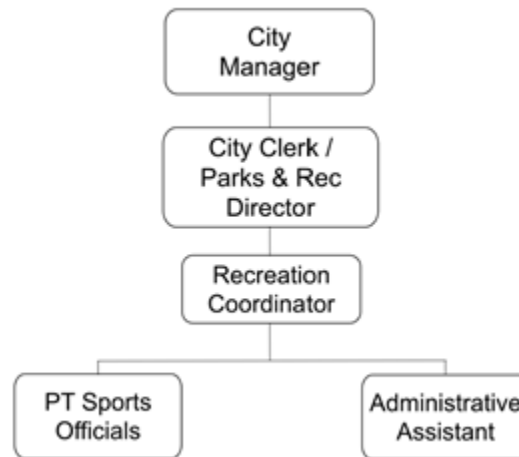 City
Manager
City Clerk /
Parks & Rec
Director
Recreation
Coordinator
PT Sports
Officials
Administrative
Assistant